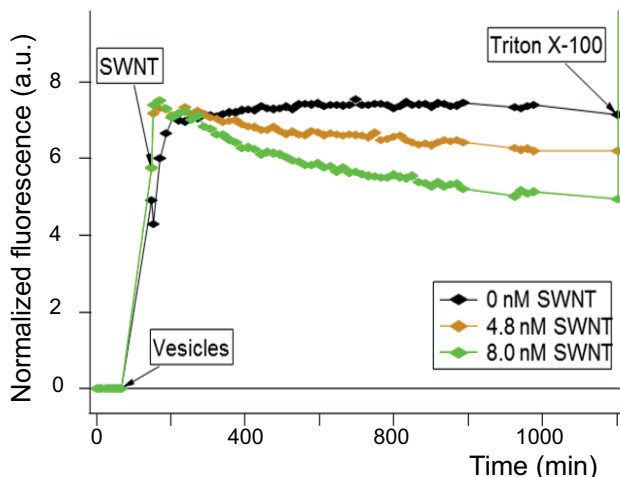 Normalized fluorescence (a.u.)
8
6
4
2
0
SWNT
Triton X-100
Vesicles
0 nM SWNT
4.8 nM SWNT
8.0 nM SWNT
0
400
800
1000
Time (min)